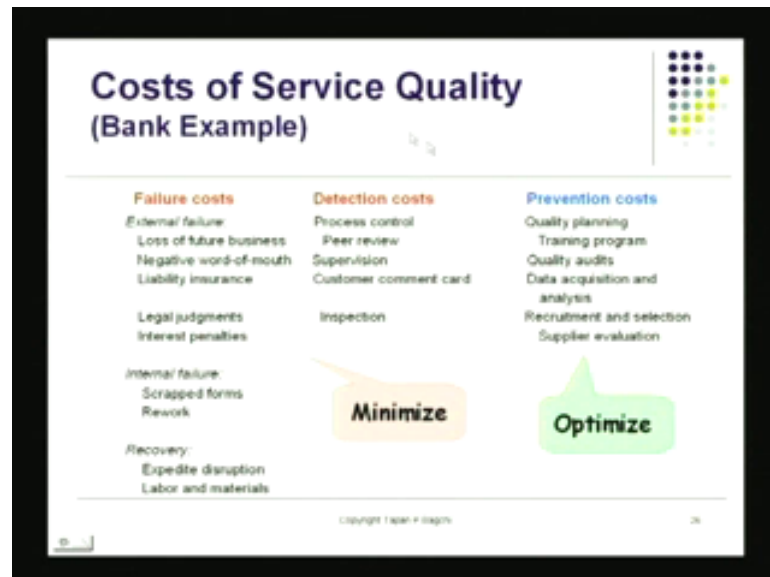 Costs of Service Quality
(Bank Example)
Failure costs
External failure:
Loss of future business
Negative word-of-mouth
Liability insurance
Legal judgments
Interest penalties
Internal failure:
Scrapped forms
Rework
Recovery:
Expedite disruption
Labor and materials
Detection costs
Process control
Peer review
Supervision
Customer comment card
Inspection
Minimize
Prevention costs
Quality planning
Training program
Quality audits
Data acquisition and
analysis
Recruitment and selection
Supplier evaluation
Optimize
Copyright Tapan P Bagchi